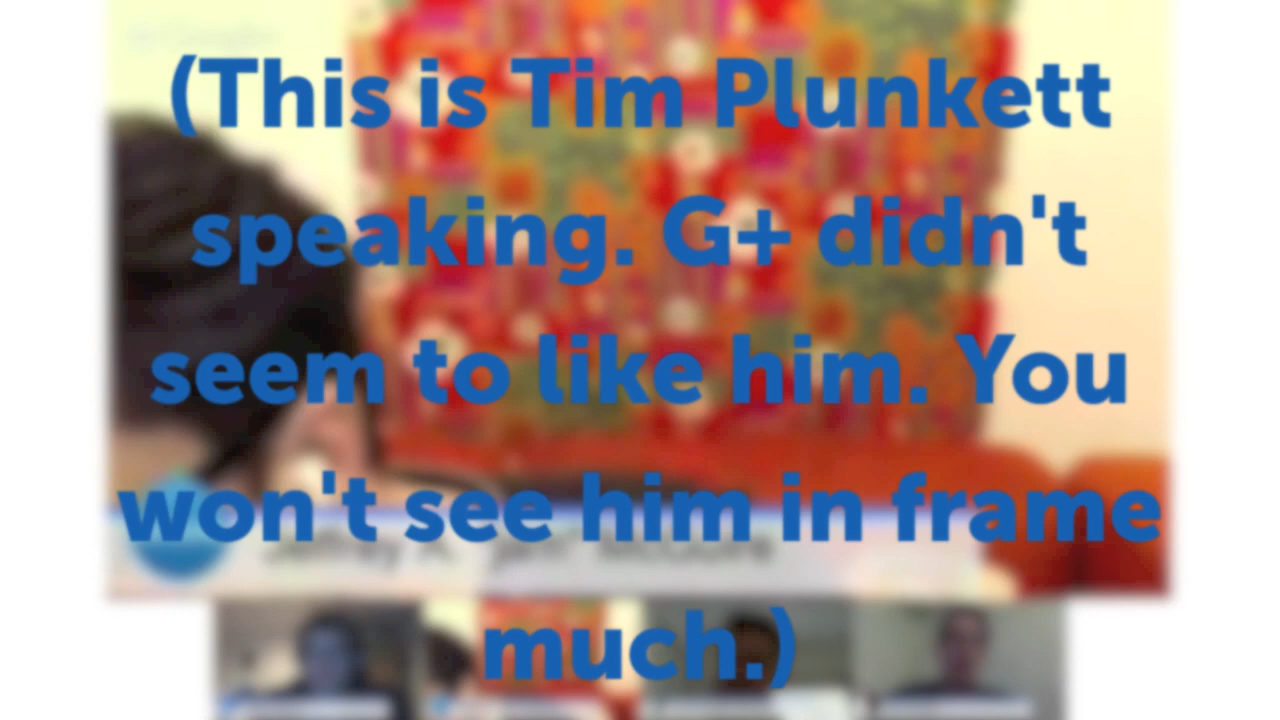 (This is Tim Plunkett
speaking. G+ didn't
seem to like him. You
won't see him in frame
much.)